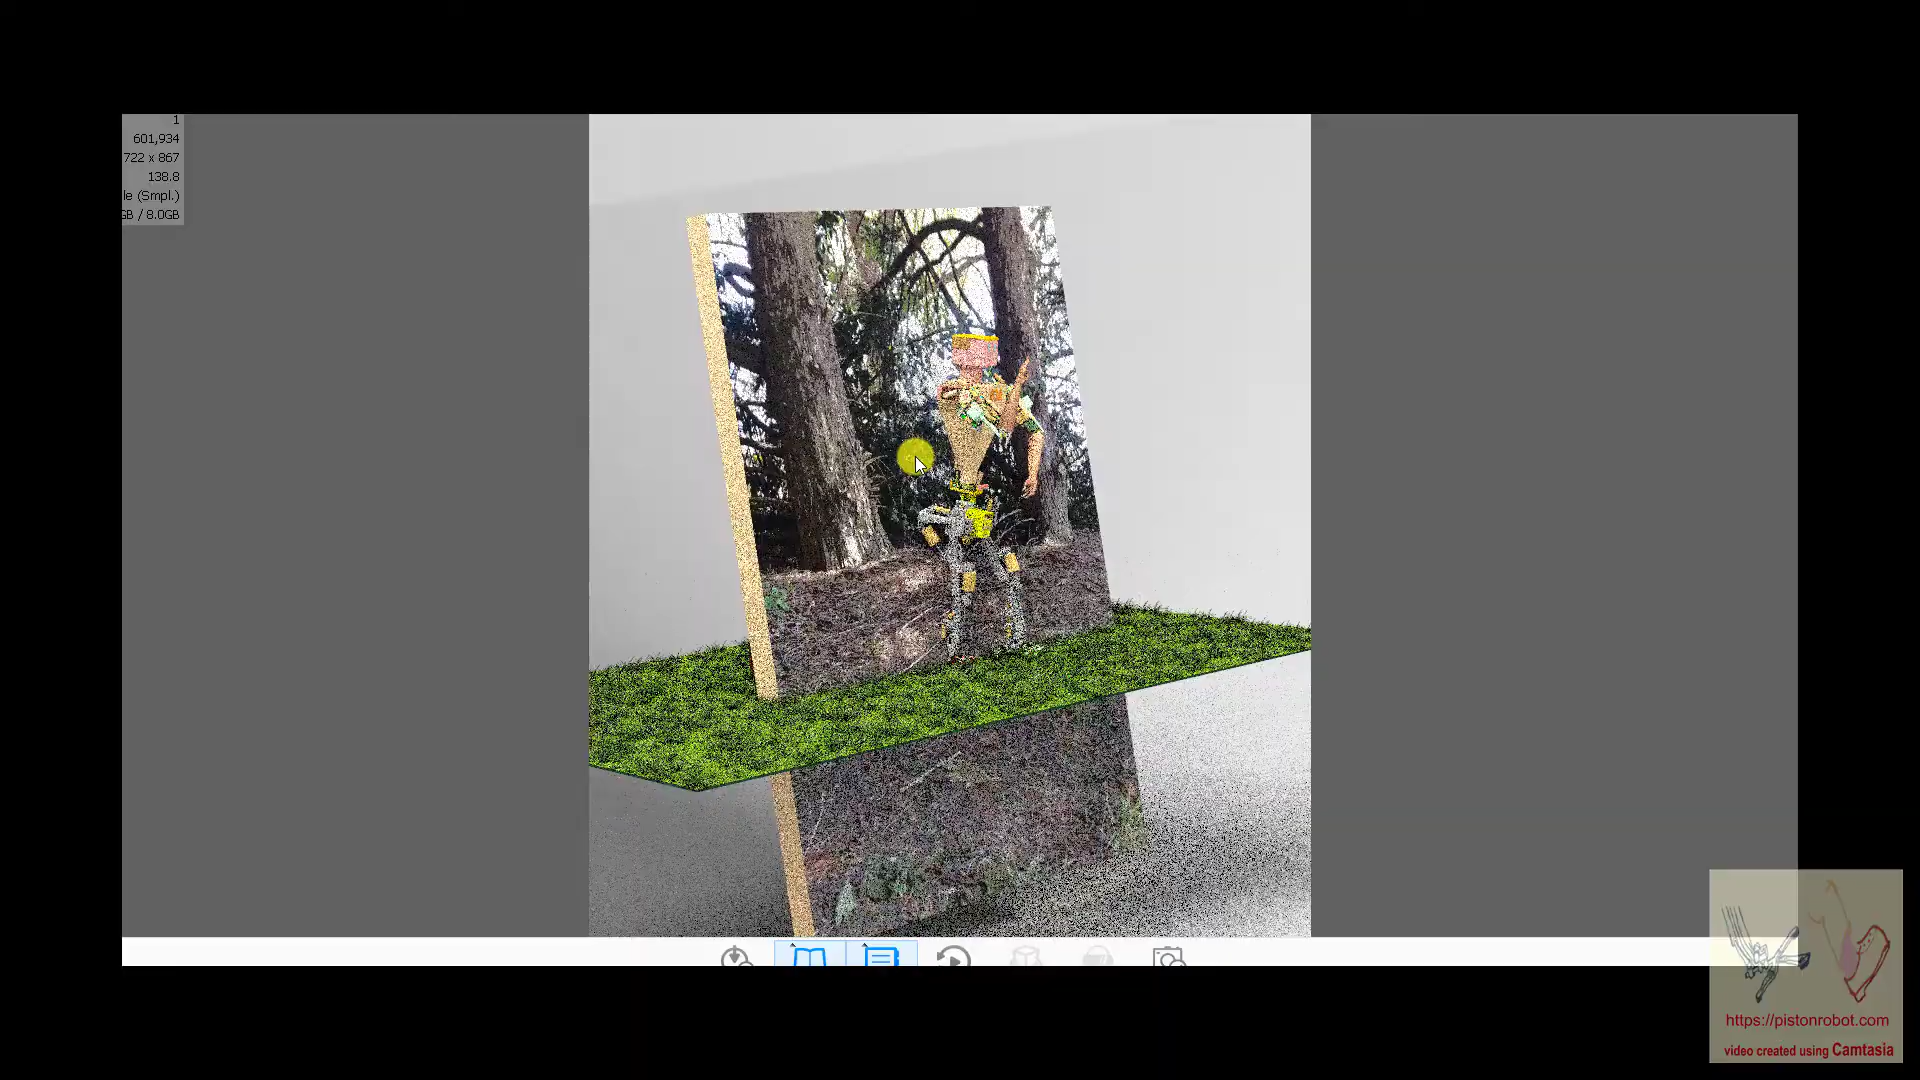 1
601,934
722 x 867
138.8
le (Smpl.)
GB / 8.0GB
https://pistonrobot.com
video created using Camtasia